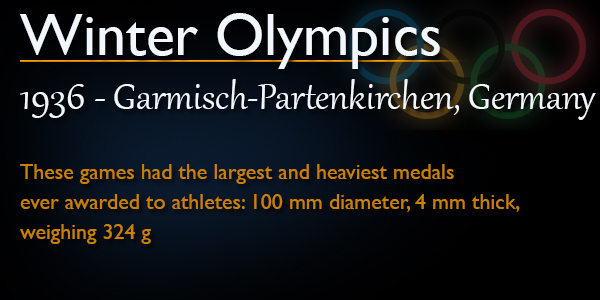 Winter Olympics
1936 - Garmisch-Partenkirchen, Germany
These games had the largest and heaviest medals
ever awarded to athletes: 100 mm diameter, 4 mm thick,
weighing 324 g